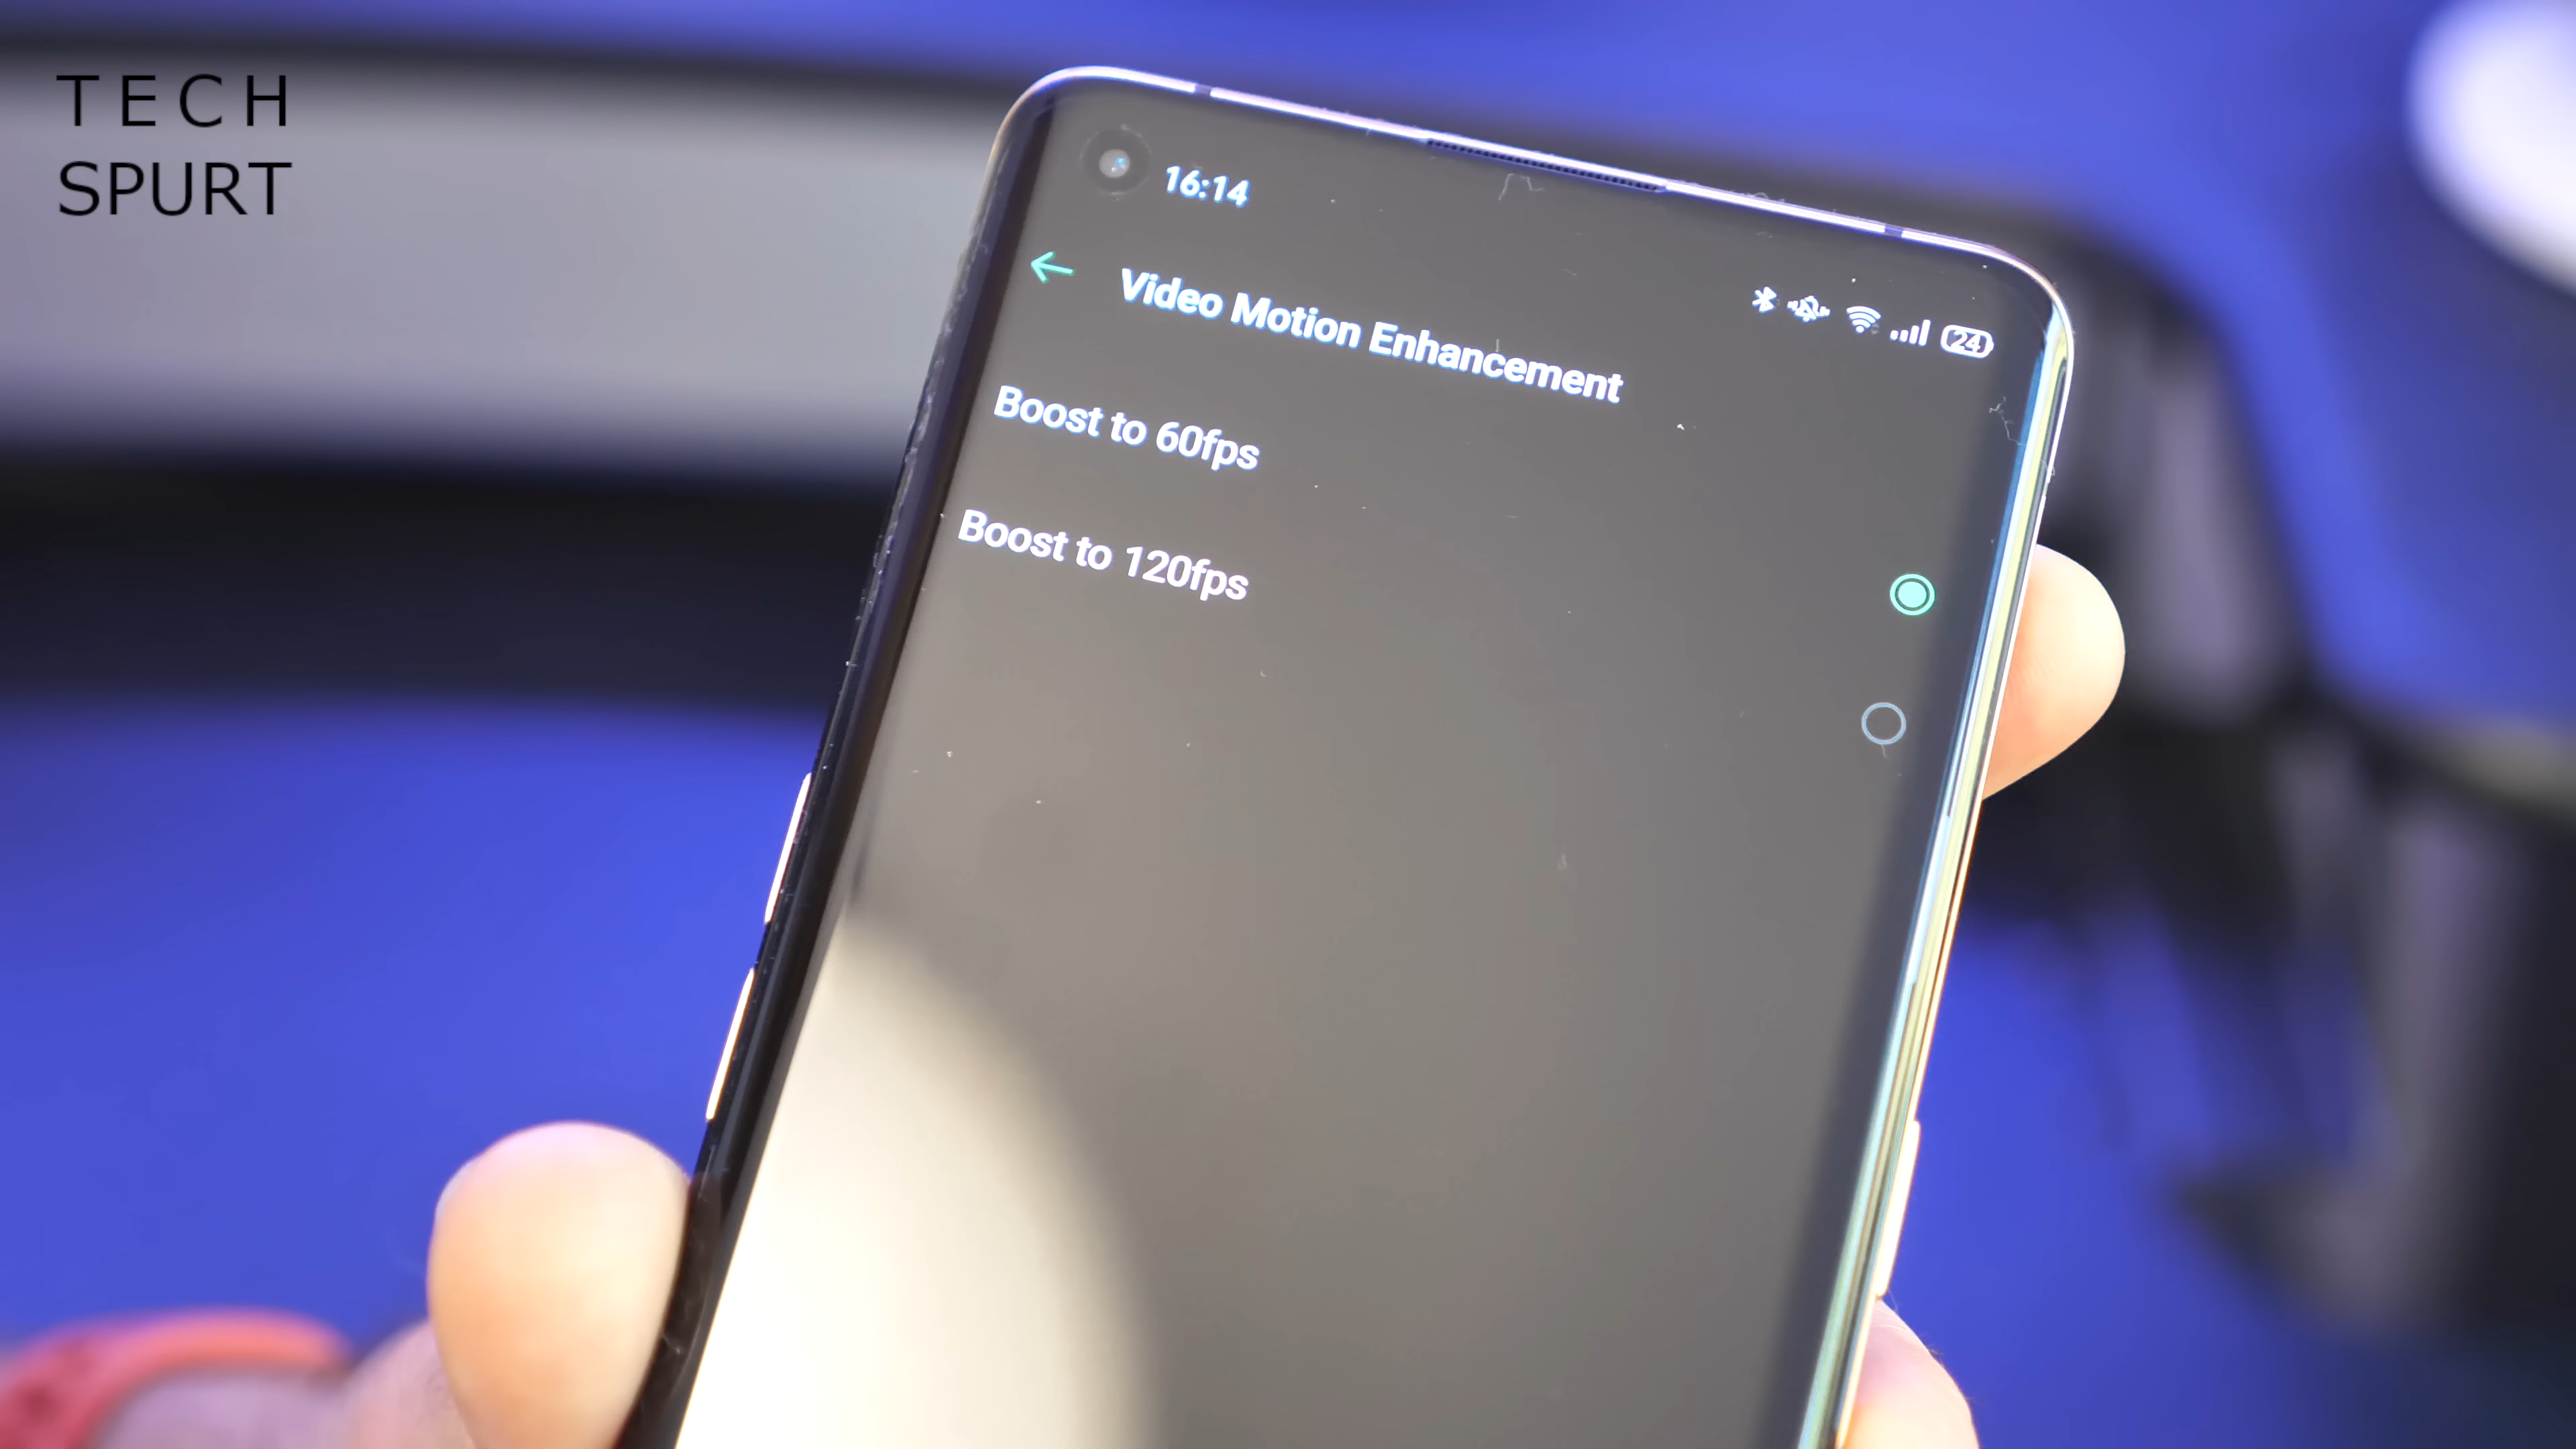 TECH
SPURT
16:14
24
Video Motion Enhancement
Boost to 60fps
Boost to 120fps